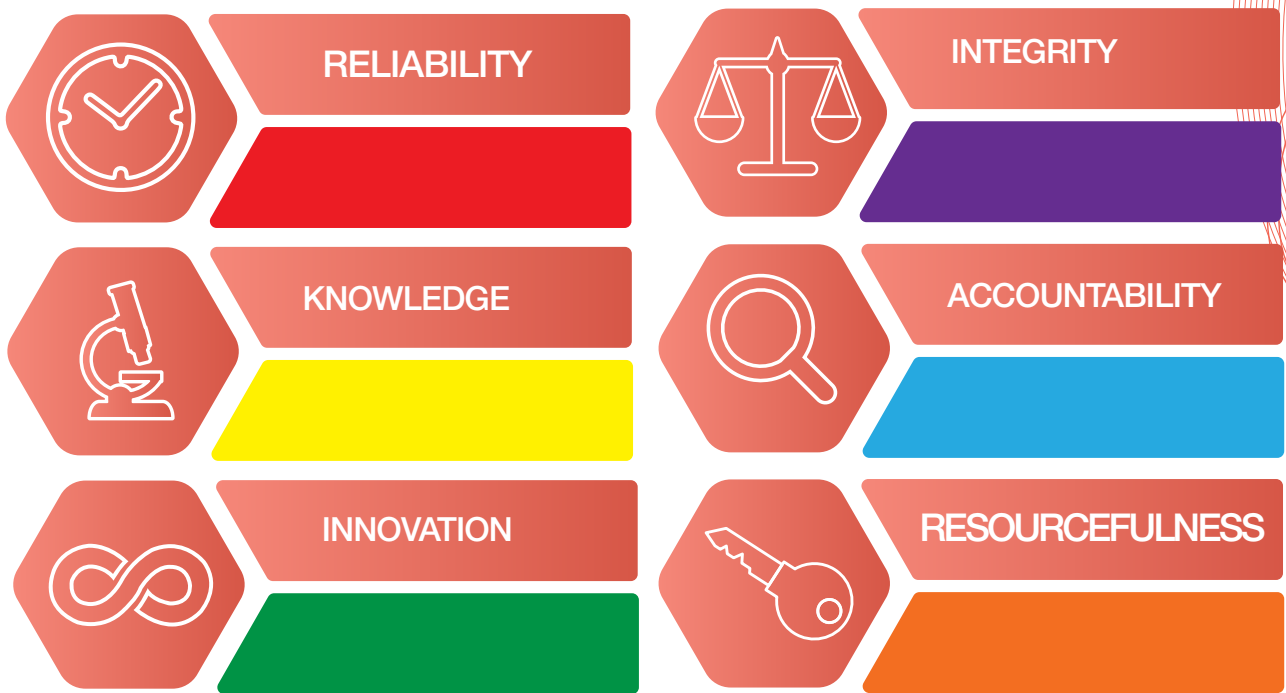 RELIABILITY
INTEGRITY
KNOWLEDGE
ACCOUNTABILITY
INNOVATION
RESOURCEFULNESS